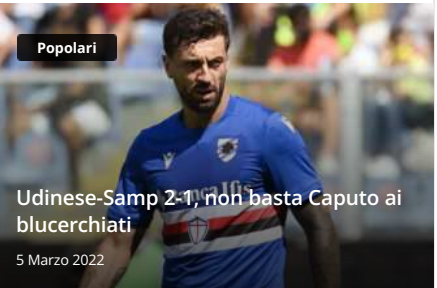 Popolari
Udinese-Samp 2-1, non basta Caputo ai
blucerchiati
5 Marzo 2022